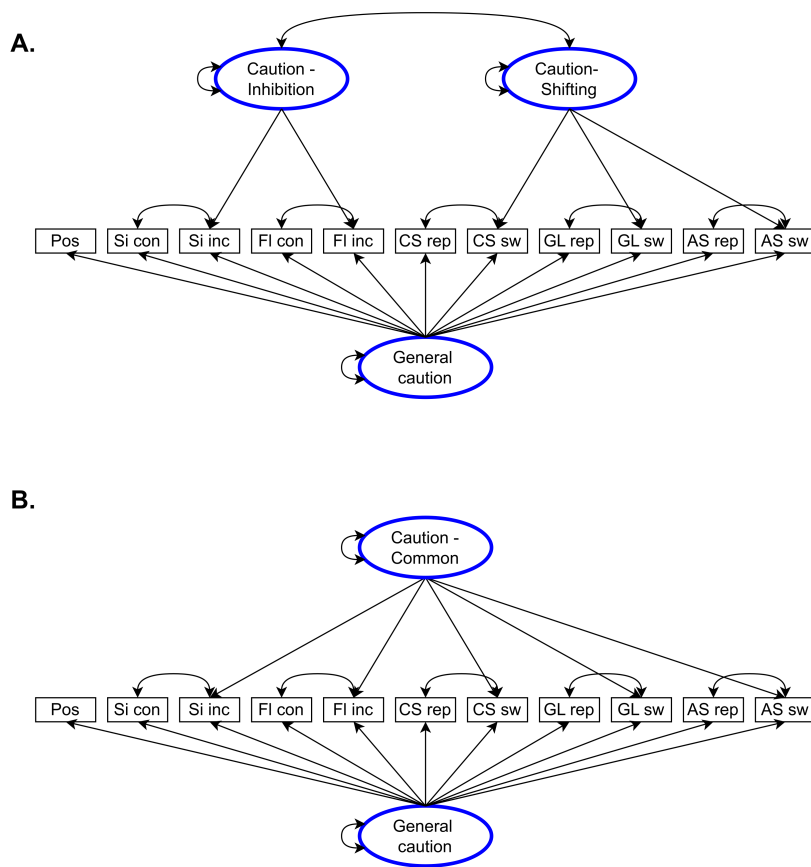 A.
Caution -
Inhibition
Caution-
Shifting
Pos
Si con
Si inc
Fl con
Fl inc
CS rep
CS sw
GL rep
GL sw
AS rep
AS sw
General
caution
B.
Caution -
Common
Pos
Si con
Si inc
Fl con
Fl inc
CS rep
CS sw
GL rep
GL sw
AS rep
AS sw
General
caution